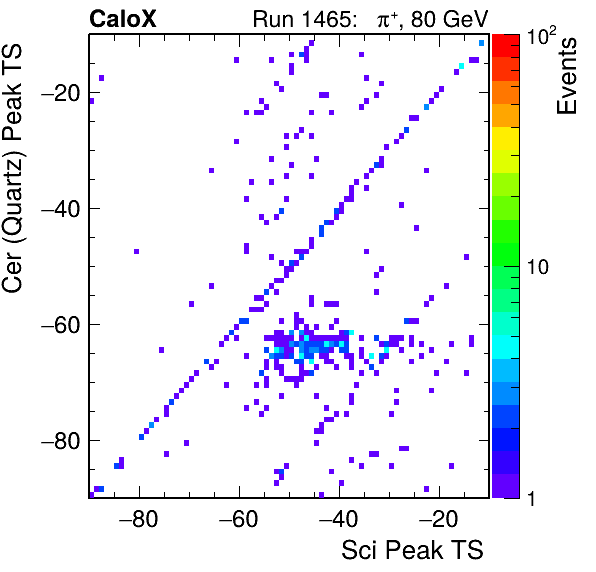 CaloX Run 1465: π⁺, 80 GeV
Cer (Quartz) Peak TS
−20
−40
−60
−80
−80 −60 −40 −20
Sci Peak TS
10²
10
1
Events